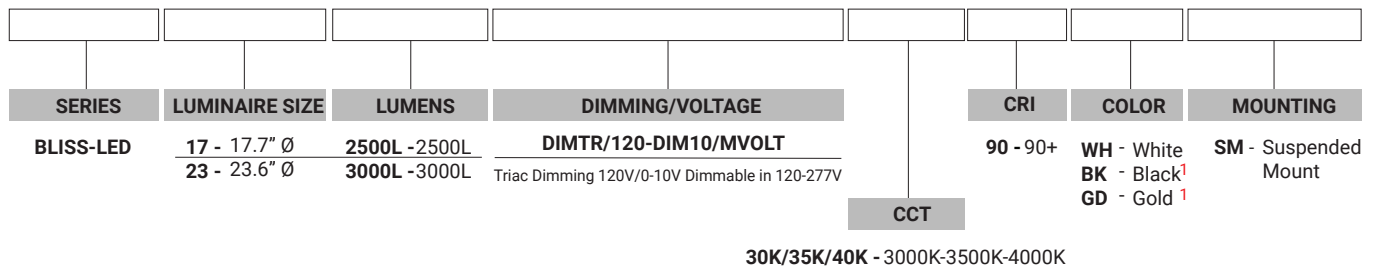 SERIES LUMINAIRE SIZE LUMENS DIMMING/VOLTAGE CRI COLOR MOUNTING
BLISS-LED 17 - 17.7” Ø 2500L -2500L DIMTR/120-DIM10/MVOLT 90 - 90+ WH - White SM - Suspended
23 - 23.6” Ø 3000L -3000L Triac Dimming 120V/0-10V Dimmable in 120-277V BK - Black1 Mount
GD - Gold 1
CCT
30K/35K/40K - 3000K-3500K-4000K